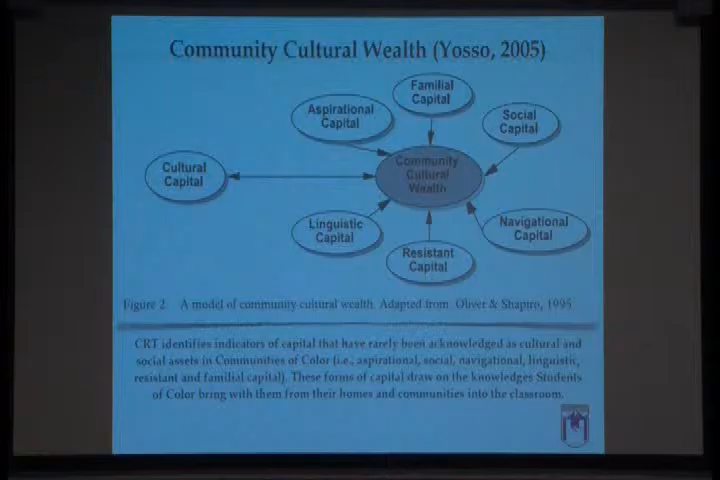 Community Cultural Wealth (Yosso, 2005)
Familial
Capital
Aspirational
Capital
Social
Capital
Cultural
Capital
Community
Cultural
Wealth
Linguistic
Capital
Navigational
Capital
Resistant
Capital
Figure 2. A model of community cultural wealth. Adapted from: Oliver & Shapiro, 1995
CRT identifies indicators of capital that have rarely been acknowledged as cultural and
social assets in Communities of Color (i.e., aspirational, social, navigational, linguistic,
resistant and familial capital). These forms of capital draw on the knowledges Students
of Color bring with them from their homes and communities into the classroom.